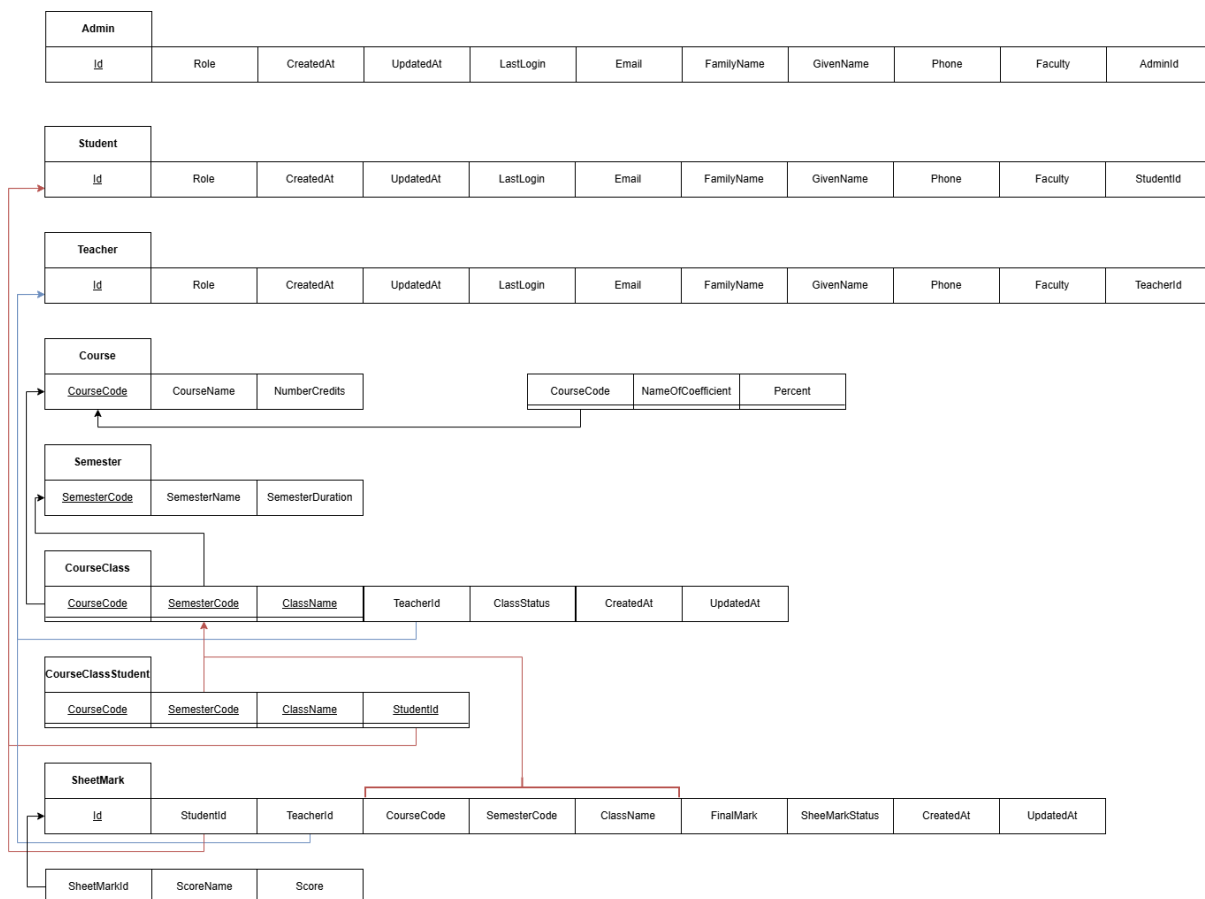 Admin
Id Role CreatedAt UpdatedAt LastLogin Email FamilyName GivenName Phone Faculty AdminId
Student
Id Role CreatedAt UpdatedAt LastLogin Email FamilyName GivenName Phone Faculty StudentId
Teacher
Id Role CreatedAt UpdatedAt LastLogin Email FamilyName GivenName Phone Faculty TeacherId
Course
CourseCode CourseName NumberCredits CourseCode NameOfCoefficient Percent
Semester
SemesterCode SemesterName SemesterDuration
CourseClass
CourseCode SemesterCode ClassName TeacherId ClassStatus CreatedAt UpdatedAt
CourseClassStudent
CourseCode SemesterCode ClassName StudentId
SheetMark
Id StudentId TeacherId CourseCode SemesterCode ClassName FinalMark SheeMarkStatus CreatedAt UpdatedAt
SheetMarkId ScoreName Score